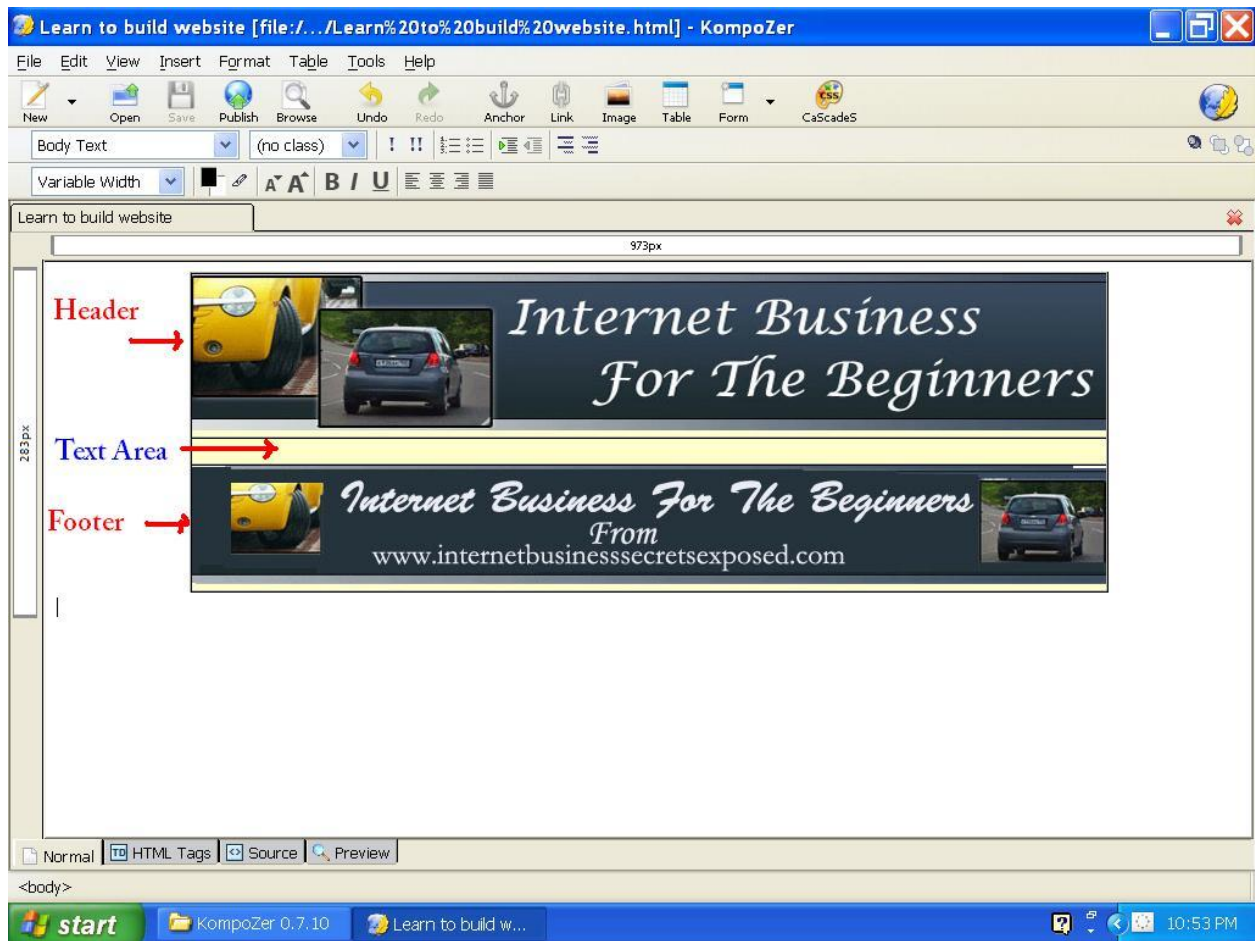 Learn to build website [file:/.../Learn%20to%20build%20website.html] - KompoZer
File Edit View Insert Format Table Tools Help
New Open Save Publish Browse Undo Redo Anchor Link Image Table Form CaScadeS
Body Text (no class) ! !!
Variable Width A A B I U
Learn to build website
973px
283px
Header
Internet Business
For The Beginners
Text Area
Footer
Internet Business For The Beginners
From
www.internetbusinesssecretsexposed.com
Normal TD HTML Tags Source Preview
<body>
start KompoZer 0.7.10 Learn to build w... 10:53 PM